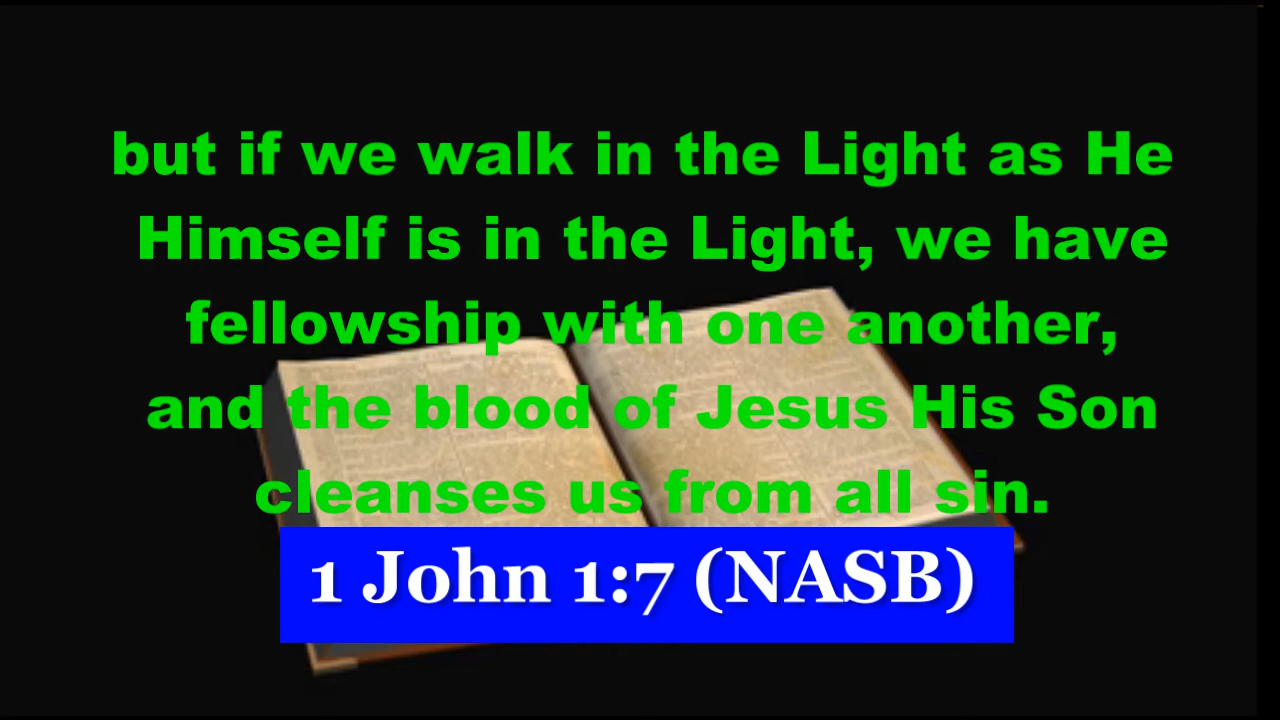 but if we walk in the Light as He
Himself is in the Light, we have
fellowship with one another,
and the blood of Jesus His Son
cleanses us from all sin.
1 John 1:7 (NASB)